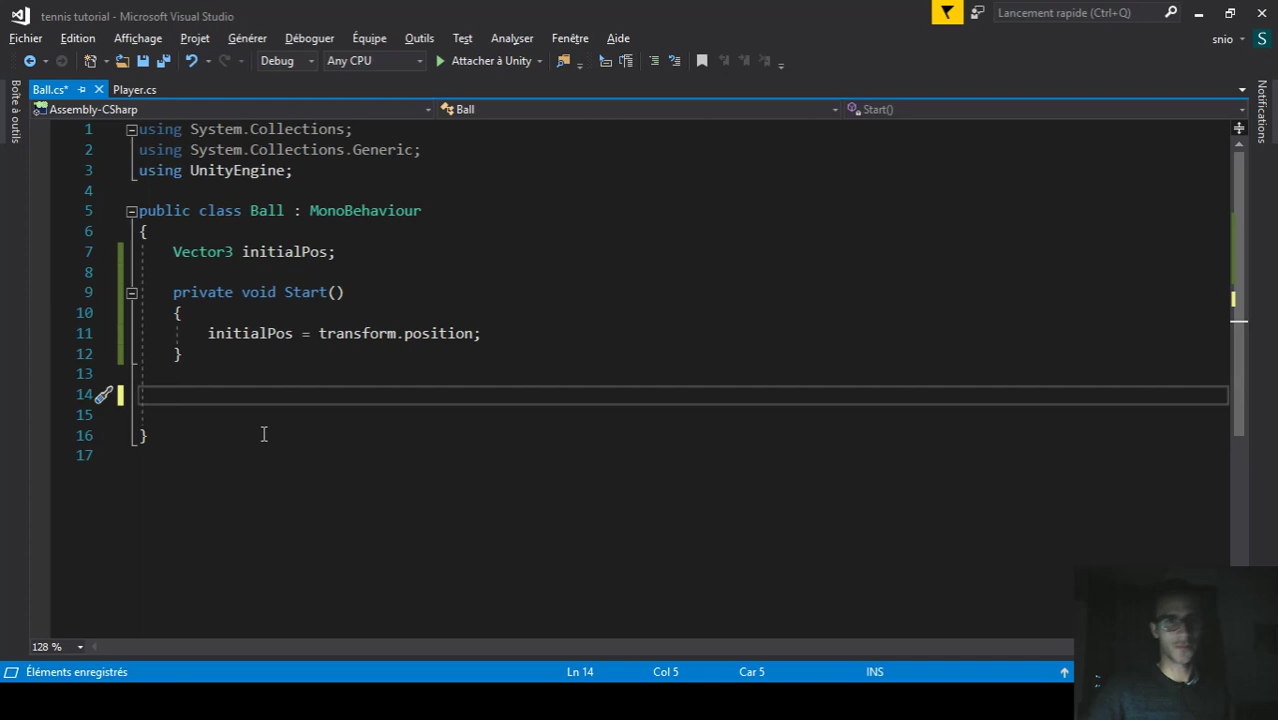 tennis tutorial - Microsoft Visual Studio
Lancement rapide (Ctrl+Q)
Fichier Edition Affichage Projet Générer Déboguer Équipe Outils Test Analyser Fenêtre Aide
snio S
Debug Any CPU Attacher à Unity
Boîte à outils
Notifications
Ball.cs* Player.cs
Assembly-CSharp Ball Start()
1 using System.Collections;
2 using System.Collections.Generic;
3 using UnityEngine;
4
5 public class Ball : MonoBehaviour
6 {
7 Vector3 initialPos;
8
9 private void Start()
10 {
11 initialPos = transform.position;
12 }
13
14
15
16 }
17
128 %
Éléments enregistrés Ln 14 Col 5 Car 5 INS